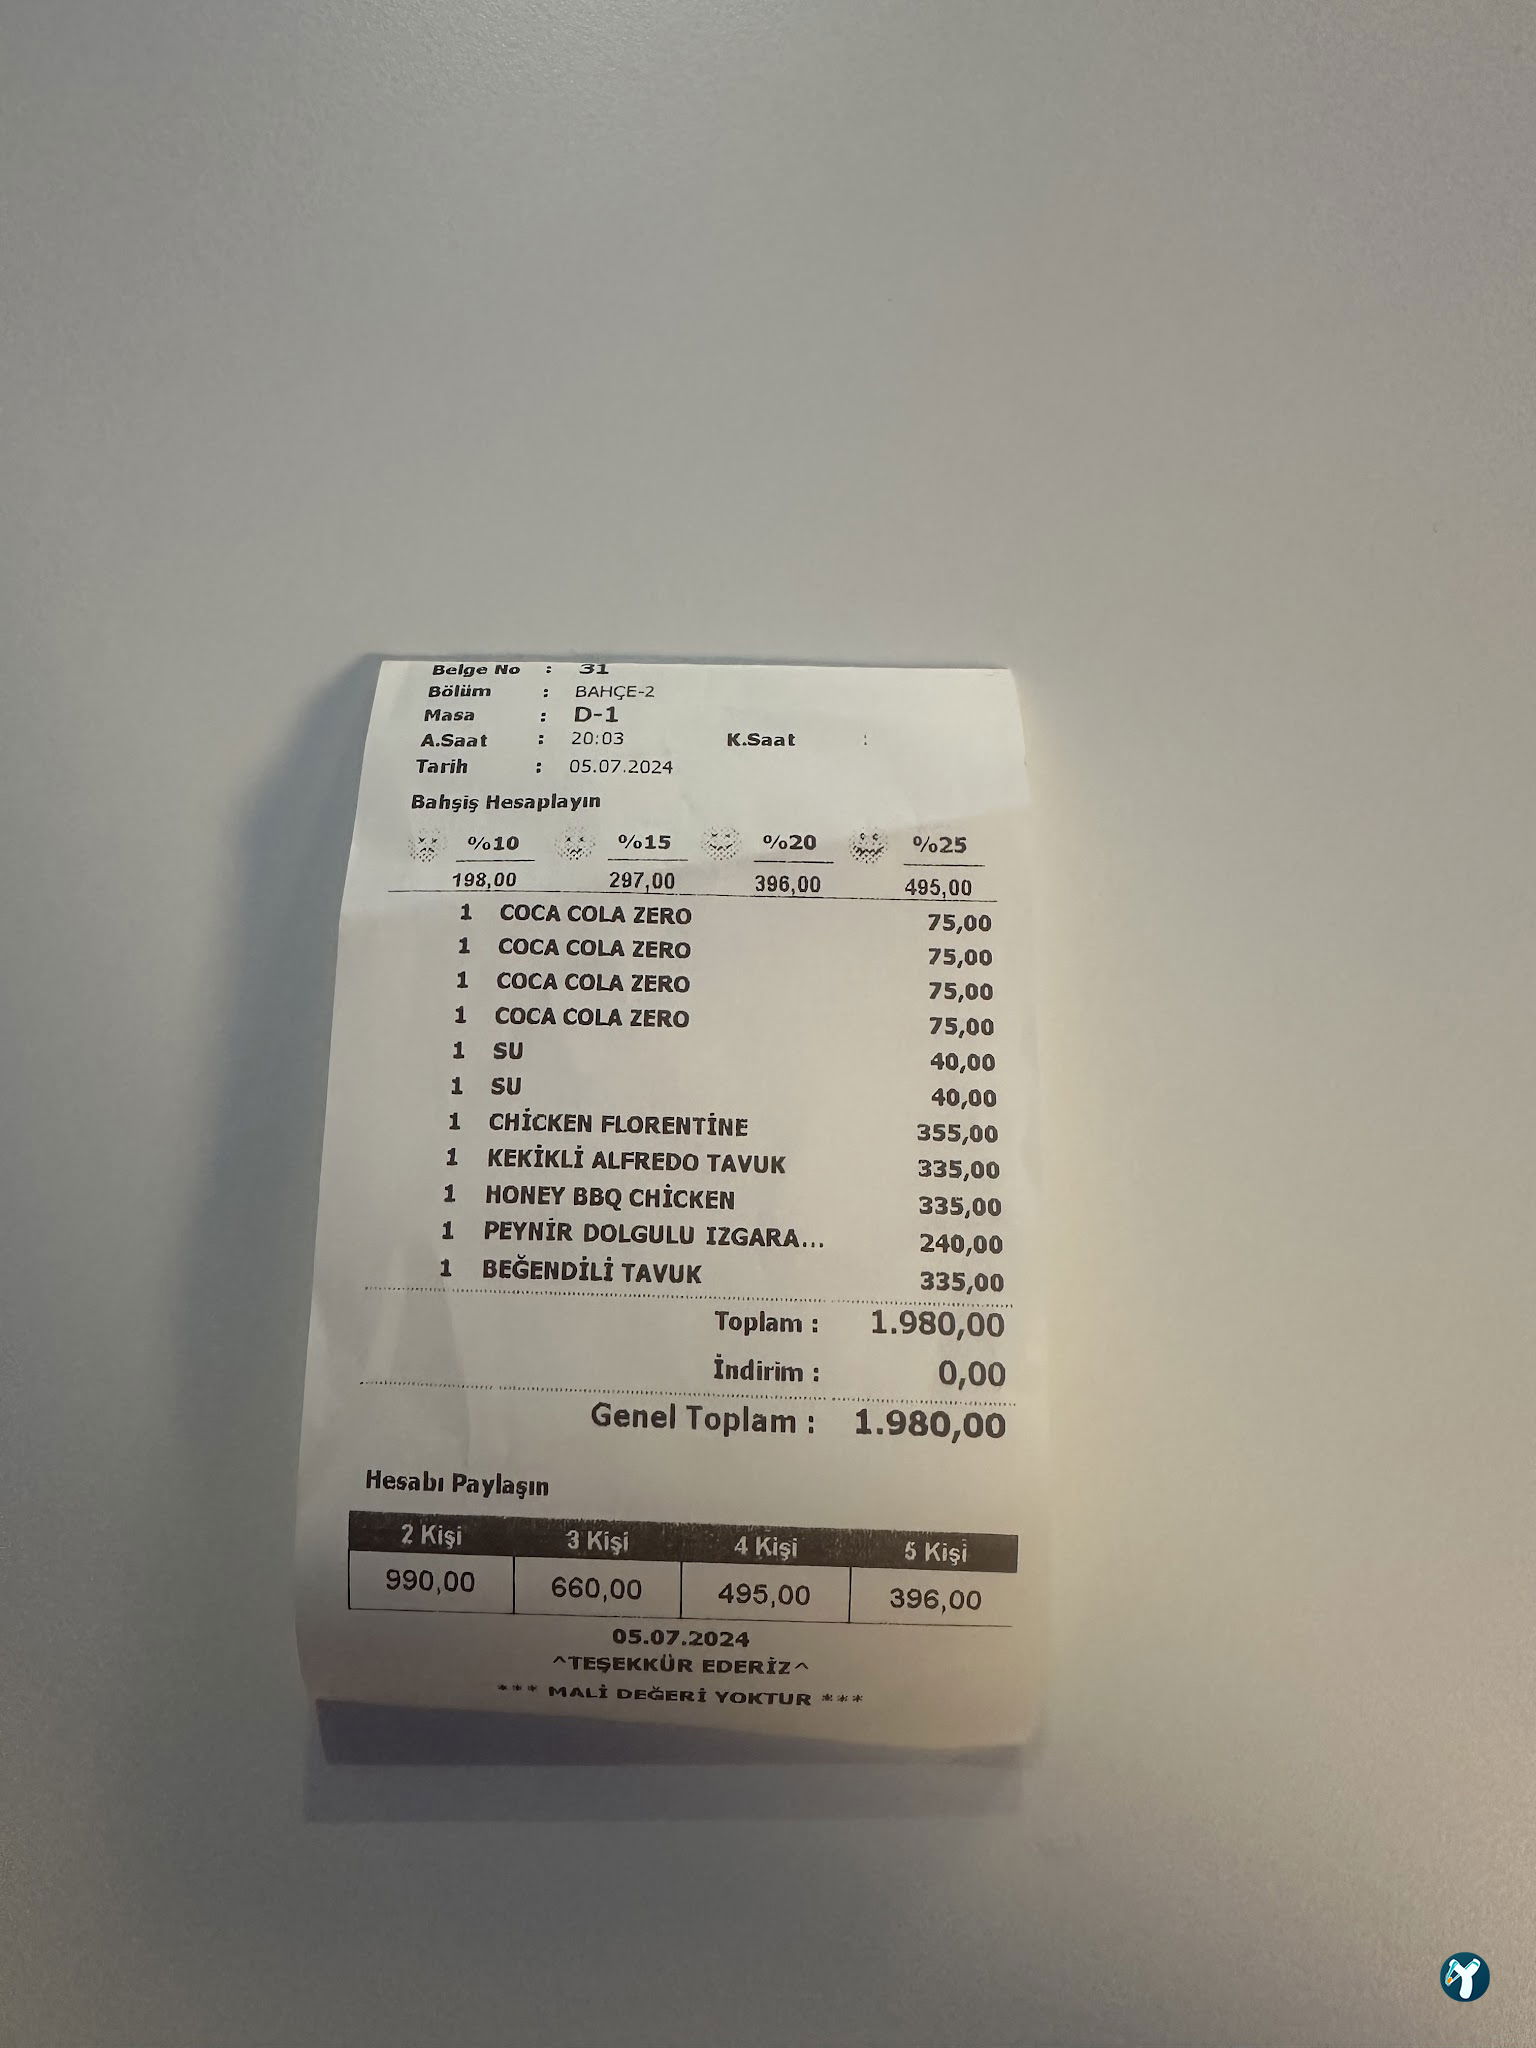 Belge No : 31
Bölüm : BAHÇE-2
Masa : D-1
A.Saat : 20:03 K.Saat :
Tarih : 05.07.2024
Bahşiş Hesaplayın
%10 %15 %20 %25
198,00 297,00 396,00 495,00
1 COCA COLA ZERO 75,00
1 COCA COLA ZERO 75,00
1 COCA COLA ZERO 75,00
1 COCA COLA ZERO 75,00
1 SU 40,00
1 SU 40,00
1 CHİCKEN FLORENTİNE 355,00
1 KEKİKLİ ALFREDO TAVUK 335,00
1 HONEY BBQ CHİCKEN 335,00
1 PEYNİR DOLGULU IZGARA... 240,00
1 BEĞENDİLİ TAVUK 335,00
Toplam : 1.980,00
İndirim : 0,00
Genel Toplam : 1.980,00
Hesabı Paylaşın
2 Kişi 3 Kişi 4 Kişi 5 Kişi
990,00 660,00 495,00 396,00
05.07.2024
^TEŞEKKÜR EDERİZ^
*** MALİ DEĞERİ YOKTUR ***